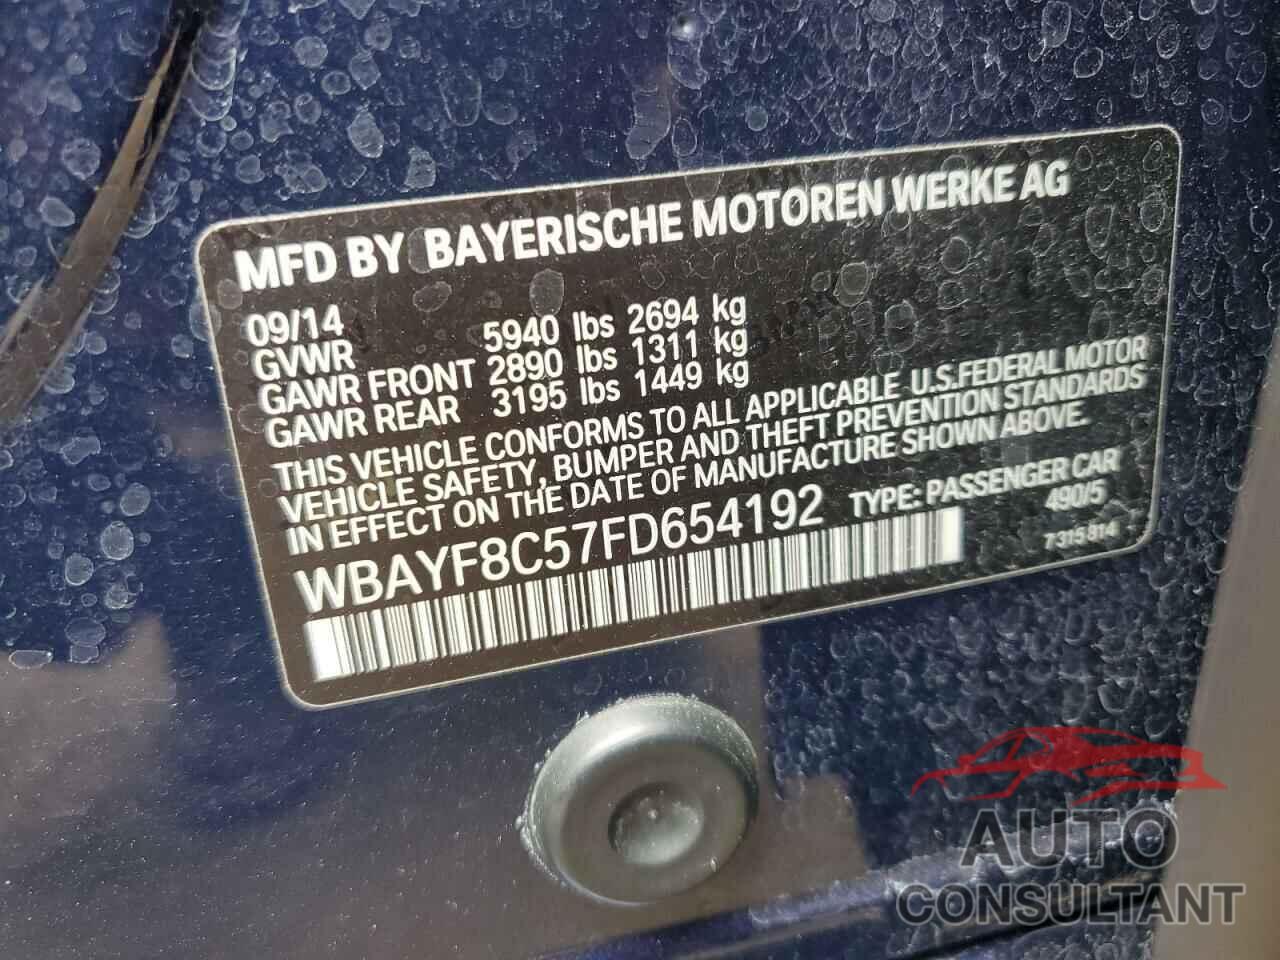 MFD BY BAYERISCHE MOTOREN WERKE AG
09/14
GVWR 5940 lbs 2694 kg
GAWR FRONT 2890 lbs 1311 kg
GAWR REAR 3195 lbs 1449 kg
THIS VEHICLE CONFORMS TO ALL APPLICABLE U.S.FEDERAL MOTOR
VEHICLE SAFETY, BUMPER AND THEFT PREVENTION STANDARDS
IN EFFECT ON THE DATE OF MANUFACTURE SHOWN ABOVE.
WBAYF8C57FD654192 TYPE: PASSENGER CAR
490/5
7 315 814
AUTO
CONSULTANT